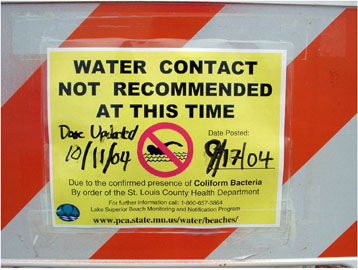 WATER CONTACT
NOT RECOMMENDED
AT THIS TIME
Date Updated
10/11/04
Date Posted:
9/17/04
Due to the confirmed presence of Coliform Bacteria
By order of the St. Louis County Health Department
For further information call: 1-800-657-3864
Lake Superior Beach Monitoring and Notification Program
www.pca.state.mn.us/water/beaches/